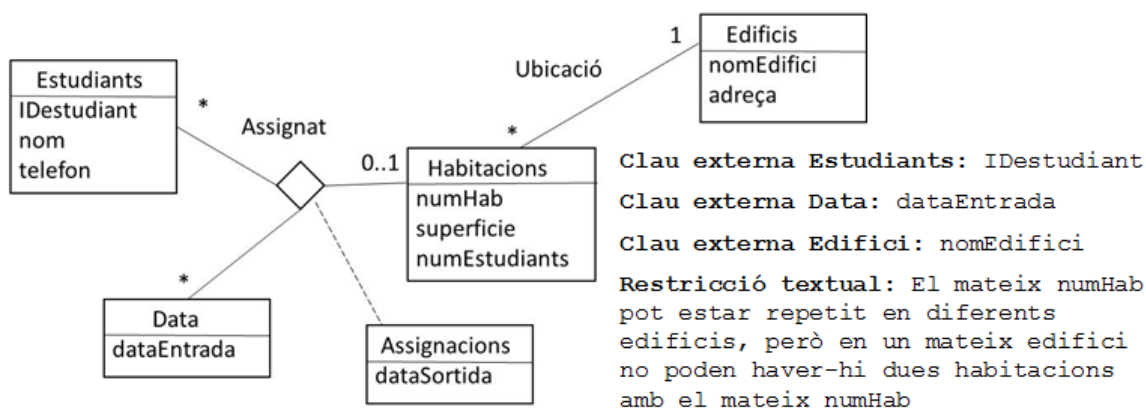 Estudiants
IDestudiant
nom
telefon
*
Assignat
0..1
*
Data
dataEntrada
Assignacions
dataSortida
Habitacions
numHab
superficie
numEstudiants
*
Ubicació
1
Edificis
nomEdifici
adreça
Clau externa Estudiants: IDestudiant
Clau externa Data: dataEntrada
Clau externa Edifici: nomEdifici
Restricció textual: El mateix numHab
pot estar repetit en diferents
edificis, però en un mateix edifici
no poden haver-hi dues habitacions
amb el mateix numHab